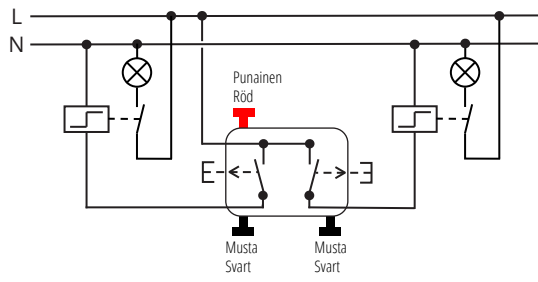 L
N
Punainen
Röd
Musta
Svart
Musta
Svart